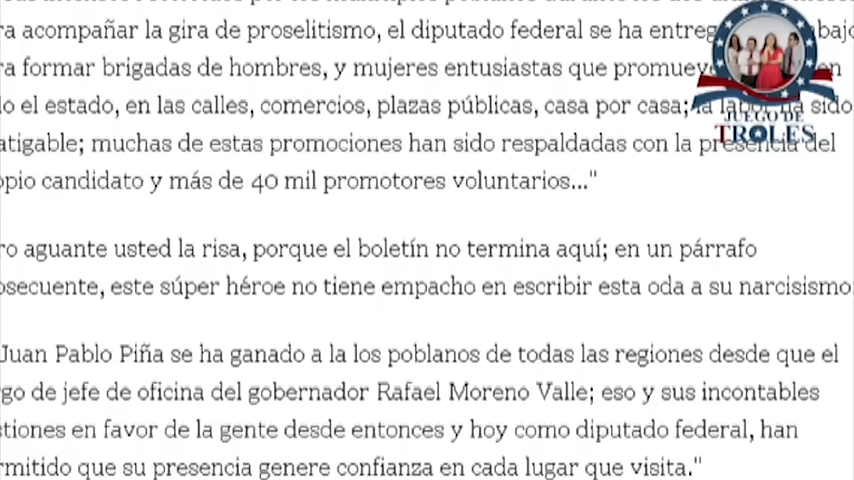 ra acompañar la gira de proselitismo, el diputado federal se ha
ra formar brigadas de hombres, y mujeres entusiastas que
lo el estado, en las calles, comercios, plazas públicas, casa por casa; la labor ha sido
atigable; muchas de estas promociones han sido respaldadas con la presencia del
opio candidato y más de 40 mil promotores voluntarios..."
ro aguante usted la risa, porque el boletín no termina aquí; en un párrafo
osecuente, este súper héroe no tiene empacho en escribir esta oda a su narcisismo
Juan Pablo Piña se ha ganado a la los poblanos de todas las regiones desde que el
rgo de jefe de oficina del gobernador Rafael Moreno Valle; eso y sus incontables
stiones en favor de la gente desde entonces y hoy como diputado federal, han
rmitido que su presencia genere confianza en cada lugar que visita."
JUEGO DE
TROLES